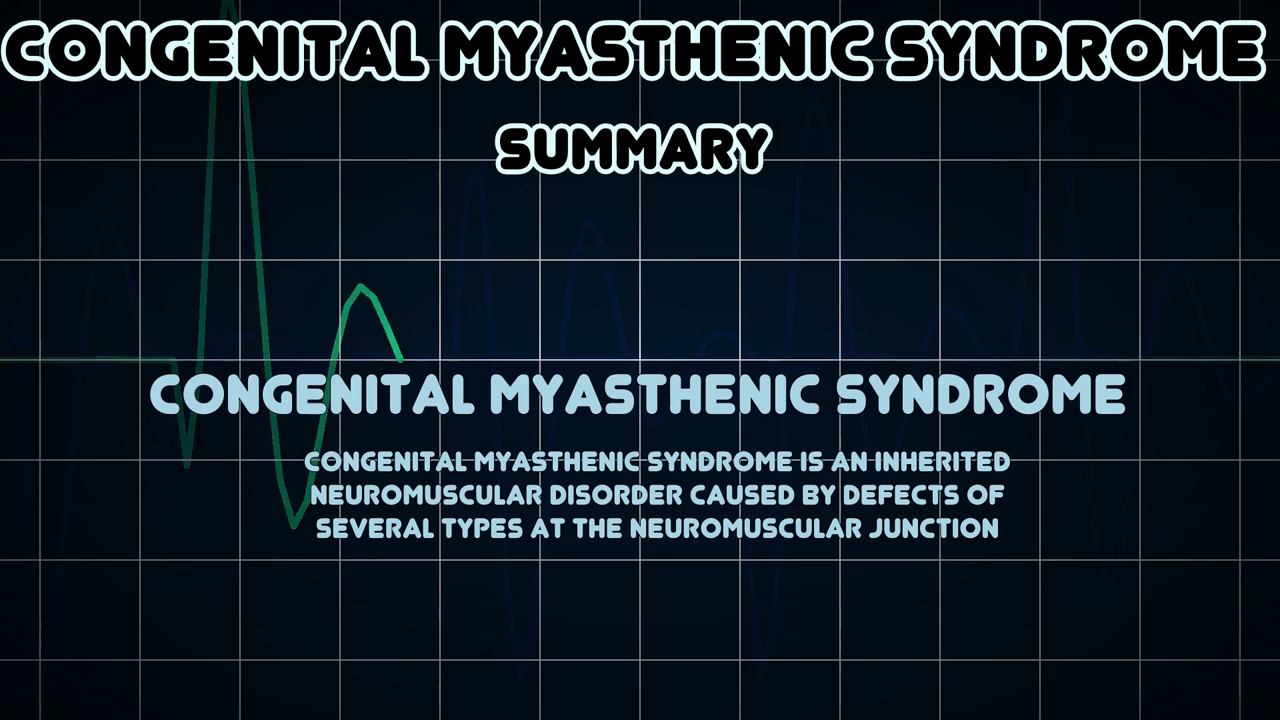 CONGENITAL MYASTHENIC SYNDROME
SUMMARY
CONGENITAL MYASTHENIC SYNDROME
CONGENITAL MYASTHENIC SYNDROME IS AN INHERITED
NEUROMUSCULAR DISORDER CAUSED BY DEFECTS OF
SEVERAL TYPES AT THE NEUROMUSCULAR JUNCTION